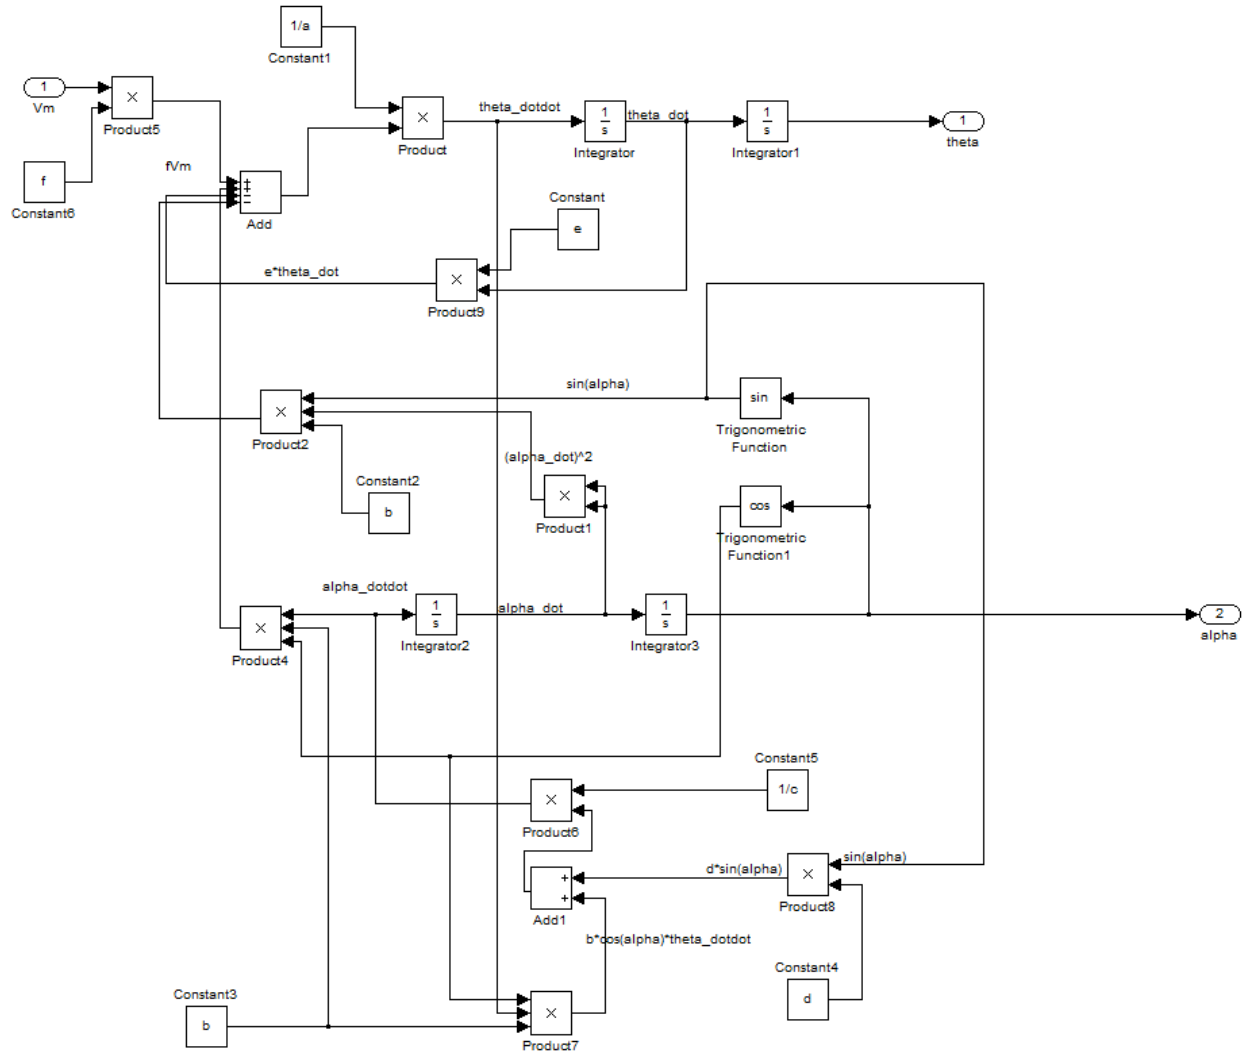 1/a
Constant1
1
Vm
×
Product5
×
Product
theta_dotdot
1
s
Integrator
theta_dot
1
s
Integrator1
1
theta
f
Constant6
fVm
+
+
−
−
Add
Constant
e
e*theta_dot
×
Product9
sin(alpha)
sin
Trigonometric
Function
×
Product2
(alpha_dot)^2
×
Product1
Constant2
b
cos
Trigonometric
Function1
alpha_dotdot
×
Product4
1
s
Integrator2
alpha_dot
1
s
Integrator3
2
alpha
Constant5
1/c
×
Product6
+
+
Add1
d*sin(alpha)
sin(alpha)
×
Product8
b*cos(alpha)*theta_dotdot
Constant4
d
Constant3
b
×
Product7